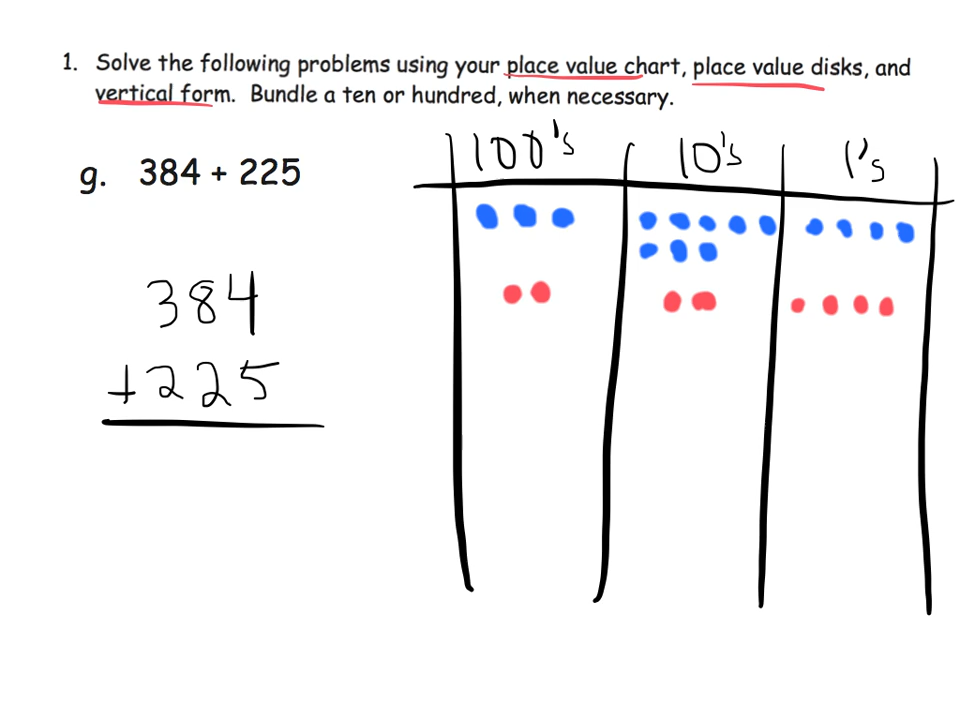 1. Solve the following problems using your place value chart, place value disks, and
vertical form. Bundle a ten or hundred, when necessary.
100's 10's 1's
g. 384 + 225
384
+225